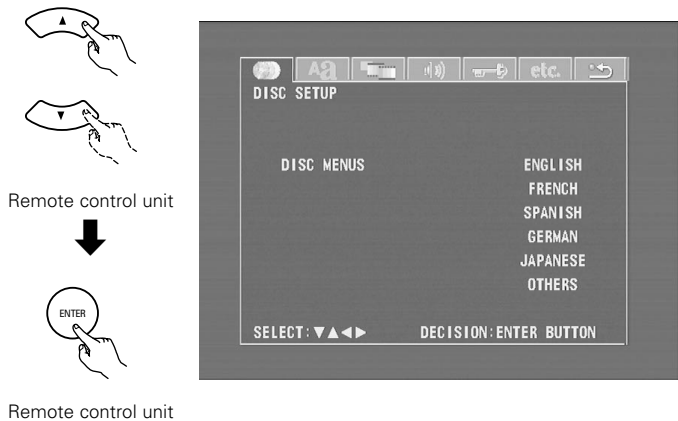 Remote control unit
ENTER
Remote control unit
Aa etc.
DISC SETUP
DISC MENUS ENGLISH
FRENCH
SPANISH
GERMAN
JAPANESE
OTHERS
SELECT:▼▲◀▶ DECISION:ENTER BUTTON